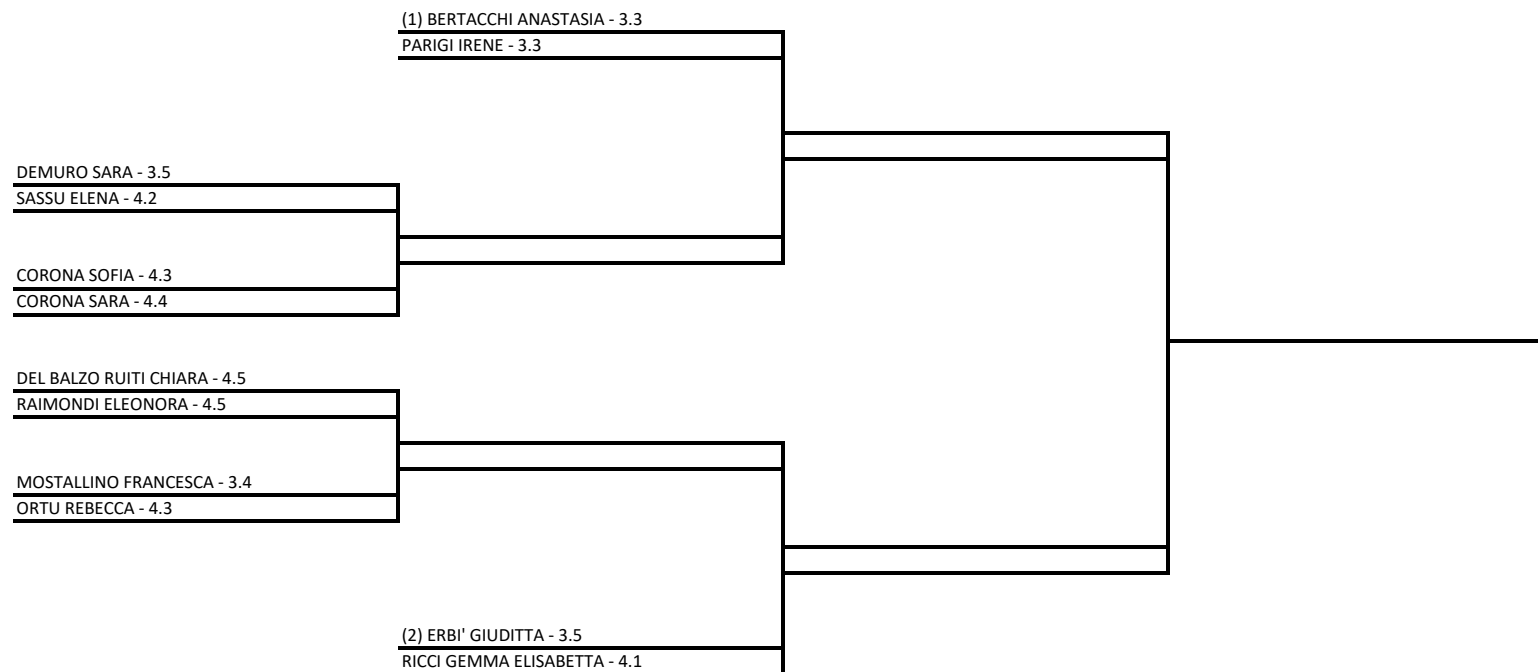 (1) BERTACCHI ANASTASIA - 3.3
PARIGI IRENE - 3.3
DEMURO SARA - 3.5
SASSU ELENA - 4.2
CORONA SOFIA - 4.3
CORONA SARA - 4.4
DEL BALZO RUITI CHIARA - 4.5
RAIMONDI ELEONORA - 4.5
MOSTALLINO FRANCESCA - 3.4
ORTU REBECCA - 4.3
(2) ERBI' GIUDITTA - 3.5
RICCI GEMMA ELISABETTA - 4.1